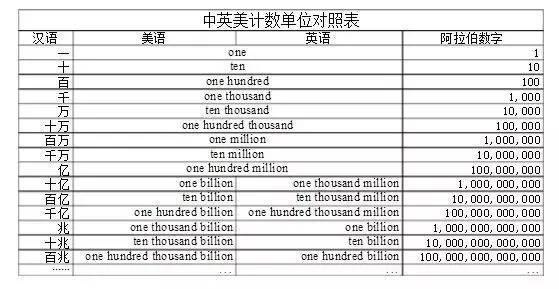 中英美计数单位对照表
汉语 美语 英语 阿拉伯数字
一 one 1
十 ten 10
百 one hundred 100
千 one thousand 1,000
万 ten thousand 10,000
十万 one hundred thousand 100,000
百万 one million 1,000,000
千万 ten million 10,000,000
亿 one hundred million 100,000,000
十亿 one billion one thousand million 1,000,000,000
百亿 ten billion ten thousand million 10,000,000,000
千亿 one hundred billion one hundred thousand million 100,000,000,000
兆 one thousand billion one billion 1,000,000,000,000
十兆 ten thousand billion ten billion 10,000,000,000,000
百兆 one hundred thousand billion one hundred billion 100,000,000,000,000
…… ... ... ...